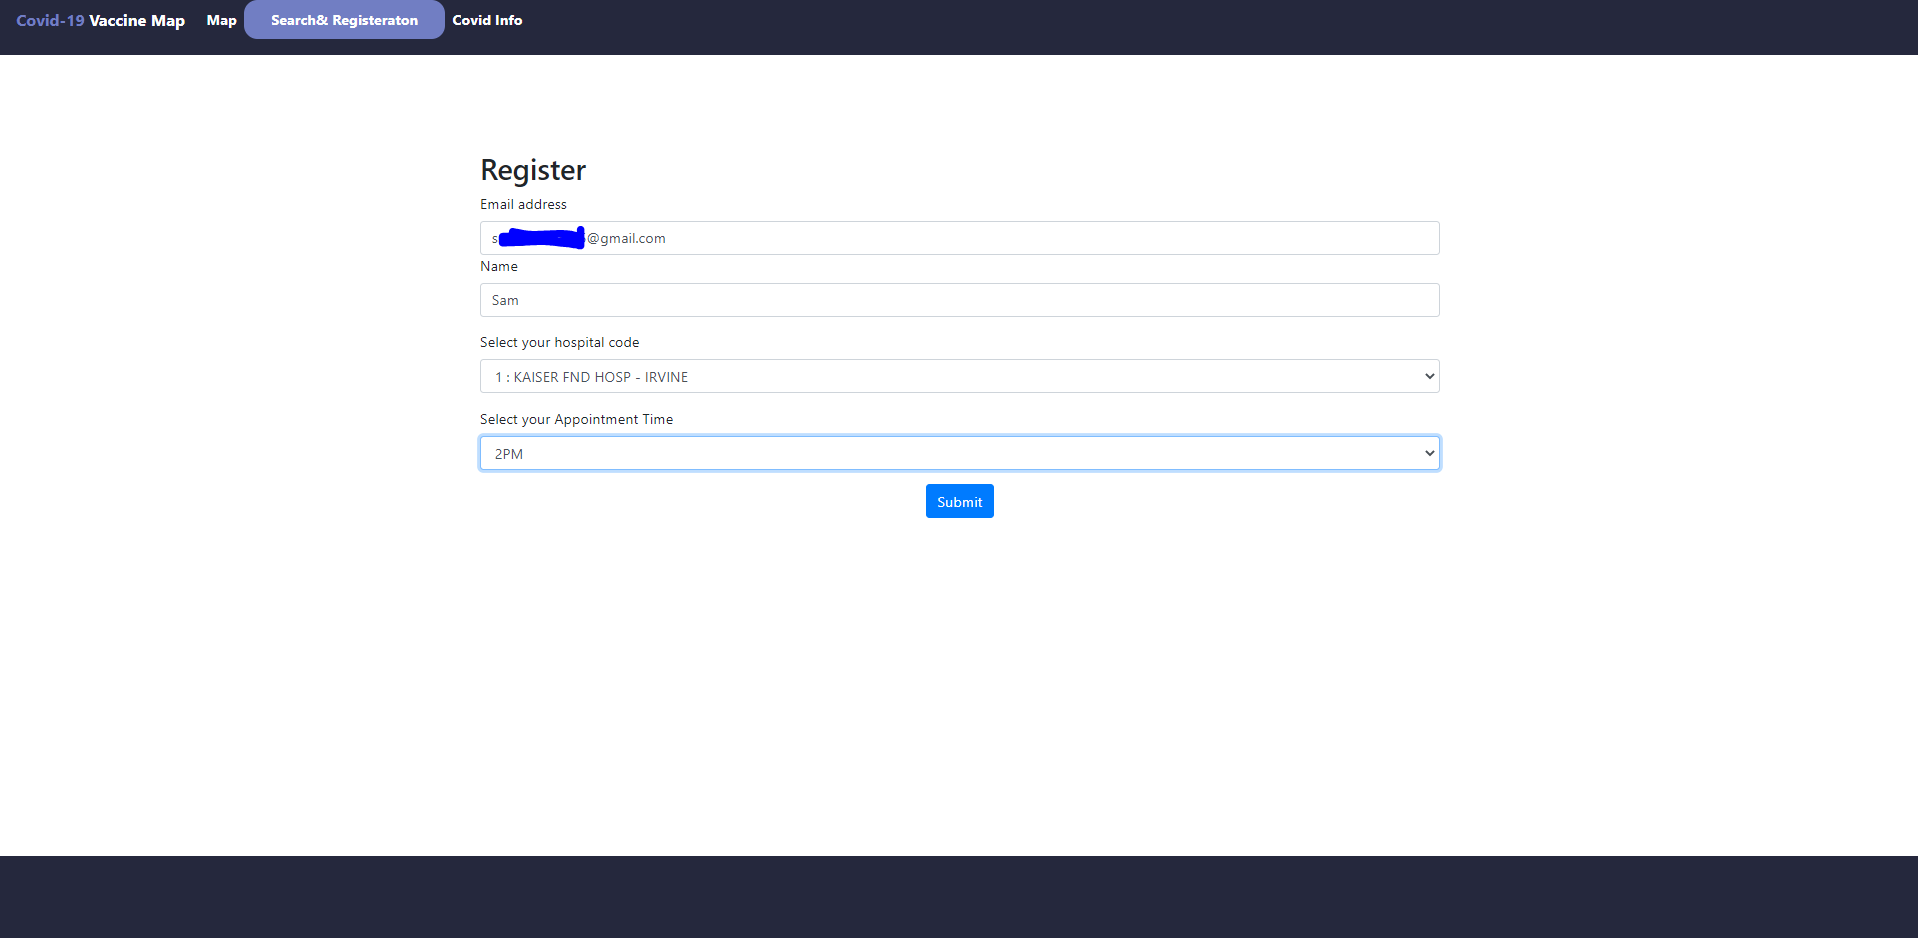 Covid-19 Vaccine Map Map Search& Registeraton Covid Info
Register
Email address
s @gmail.com
Name
Sam
Select your hospital code
1 : KAISER FND HOSP - IRVINE
Select your Appointment Time
2PM
Submit